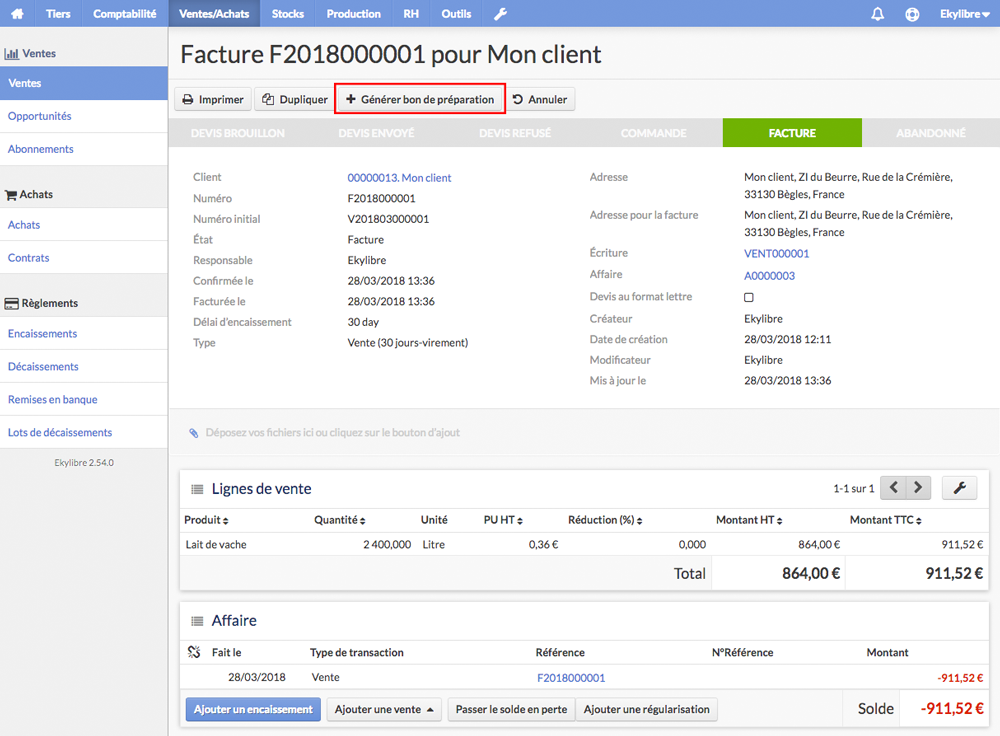 Tiers Comptabilité Ventes/Achats Stocks Production RH Outils Ekylibre
Ventes
Ventes
Opportunités
Abonnements
Achats
Achats
Contrats
Règlements
Encaissements
Décaissements
Remises en banque
Lots de décaissements
Ekylibre 2.54.0
Facture F2018000001 pour Mon client
Imprimer Dupliquer Générer bon de préparation Annuler
DEVIS BROUILLON DEVIS ENVOYÉ DEVIS REFUSÉ COMMANDE FACTURE ABANDONNÉ
Client 00000013. Mon client
Numéro F2018000001
Numéro initial V201803000001
État Facture
Responsable Ekylibre
Confirmée le 28/03/2018 13:36
Facturée le 28/03/2018 13:36
Délai d'encaissement 30 day
Type Vente (30 jours-virement)
Adresse Mon client, ZI du Beurre, Rue de la Crémière,
33130 Bègles, France
Adresse pour la facture Mon client, ZI du Beurre, Rue de la Crémière,
33130 Bègles, France
Écriture VENT000001
Affaire A0000003
Devis au format lettre
Créateur Ekylibre
Date de création 28/03/2018 12:11
Modificateur Ekylibre
Mis à jour le 28/03/2018 13:36
Déposez vos fichiers ici ou cliquez sur le bouton d'ajout
Lignes de vente 1-1 sur 1
Produit Quantité Unité PU HT Réduction (%) Montant HT Montant TTC
Lait de vache 2 400,000 Litre 0,36 € 0,000 864,00 € 911,52 €
Total 864,00 € 911,52 €
Affaire
Fait le Type de transaction Référence N°Référence Montant
28/03/2018 Vente F2018000001 -911,52 €
Ajouter un encaissement Ajouter une vente Passer le solde en perte Ajouter une régularisation Solde -911,52 €